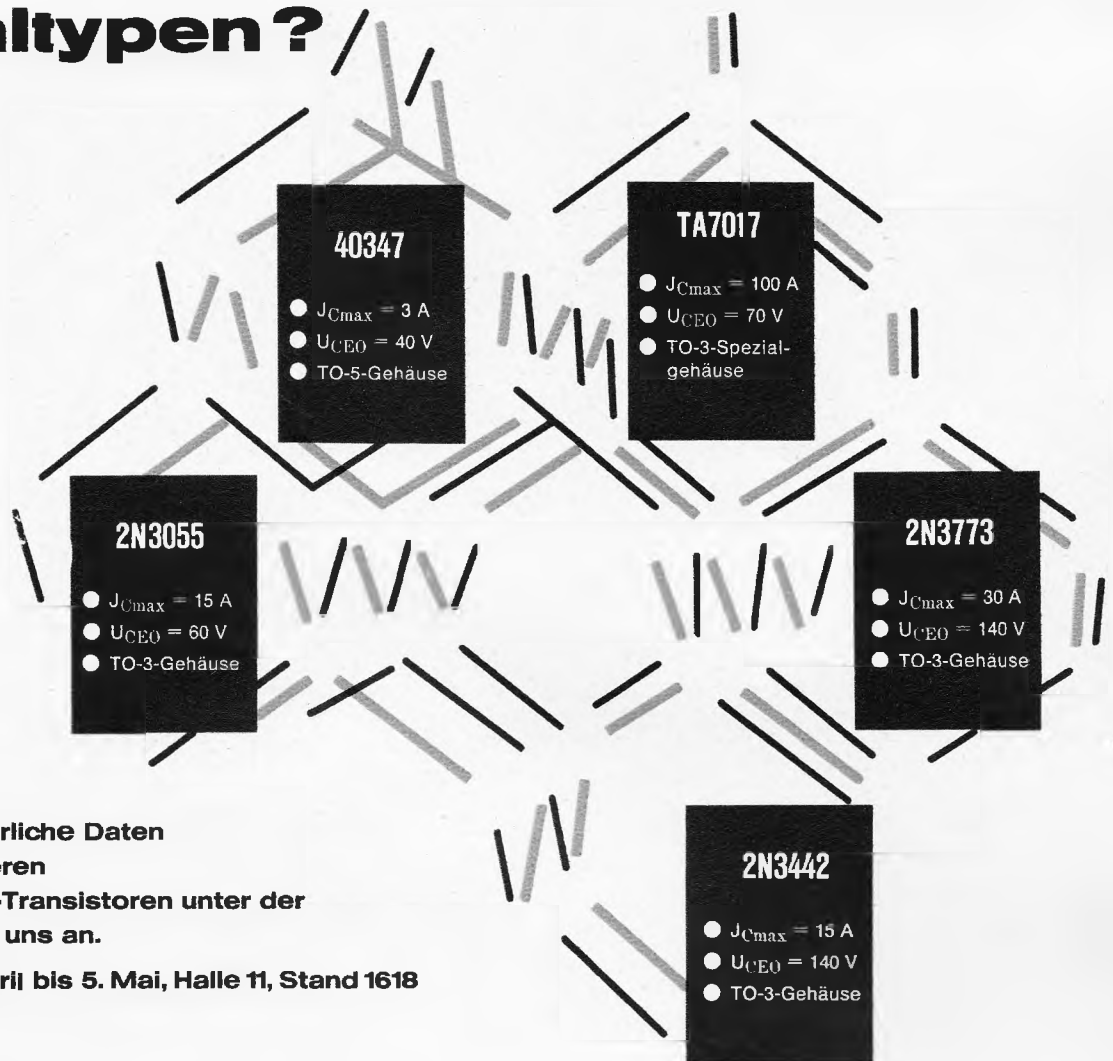 altypen?
40347
J_Cmax = 3 A
U_CEO = 40 V
TO-5-Gehäuse
TA7017
J_Cmax = 100 A
U_CEO = 70 V
TO-3-Spezial-
gehäuse
2N3055
J_Cmax = 15 A
U_CEO = 60 V
TO-3-Gehäuse
2N3773
J_Cmax = 30 A
U_CEO = 140 V
TO-3-Gehäuse
2N3442
J_Cmax = 15 A
U_CEO = 140 V
TO-3-Gehäuse
rliche Daten
eren
-Transistoren unter der
uns an.
ril bis 5. Mai, Halle 11, Stand 1618